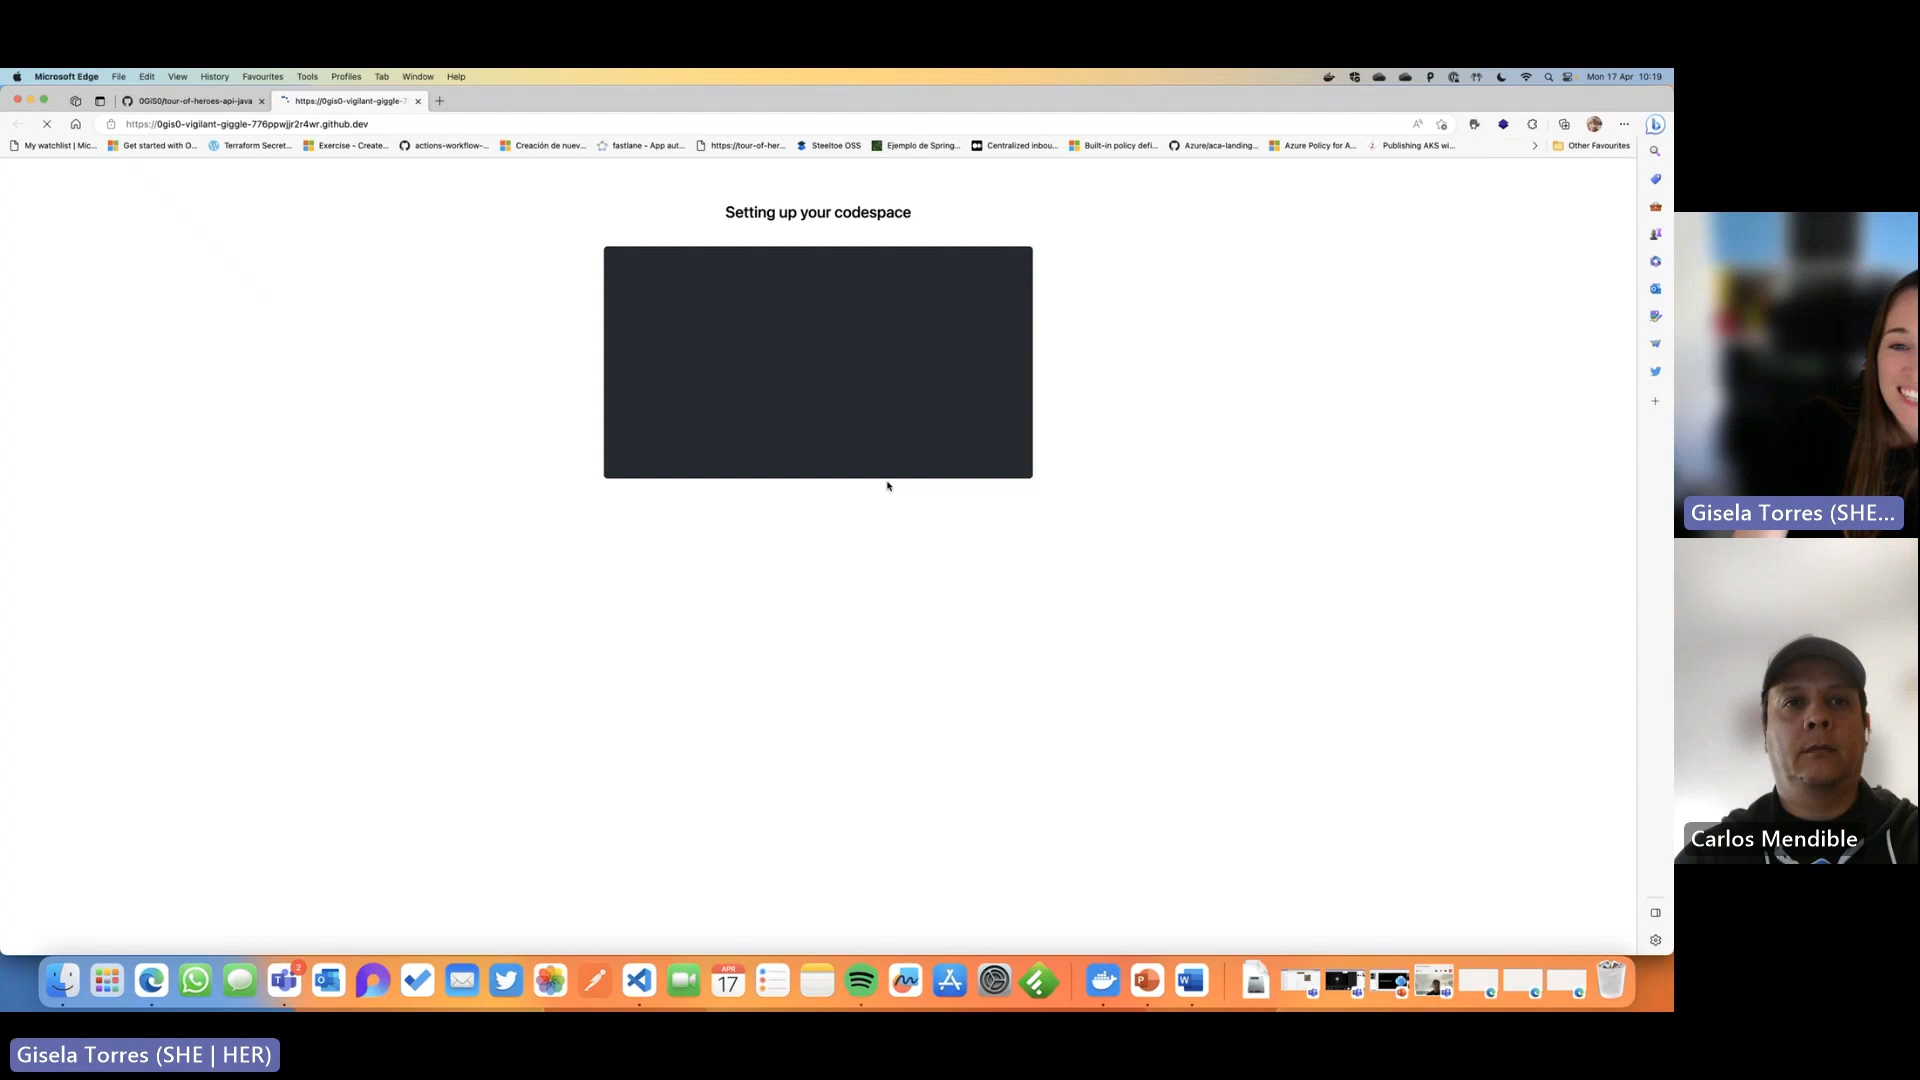 Microsoft Edge File Edit View History Favourites Tools Profiles Tab Window Help
Mon 17 Apr 10:19
0GiS0/tour-of-heroes-api-java
https://0gis0-vigilant-giggle-7
https://0gis0-vigilant-giggle-776ppwjjr2r4wr.github.dev
My watchlist | Mic...
Get started with O...
Terraform Secret...
Exercise - Create...
actions-workflow-...
Creación de nuev...
fastlane - App aut...
https://tour-of-her...
Steeltoe OSS
Ejemplo de Spring...
Centralized inbou...
Built-in policy defi...
Azure/aca-landing...
Azure Policy for A...
Publishing AKS wi...
Other Favourites
Setting up your codespace
Gisela Torres (SHE...
Carlos Mendible
2
APR
17
Gisela Torres (SHE | HER)